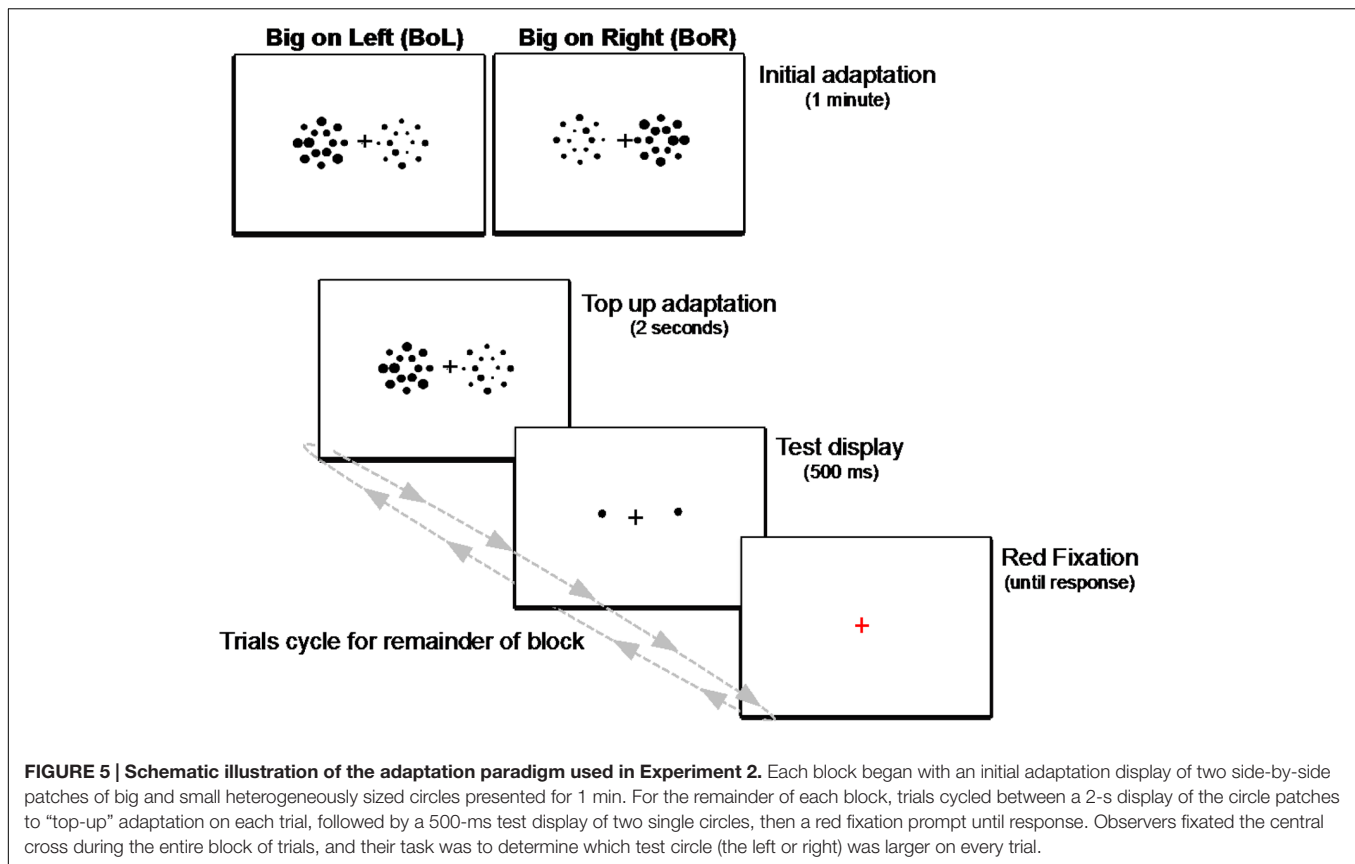 Big on Left (BoL)
Big on Right (BoR)
Initial adaptation
(1 minute)
Top up adaptation
(2 seconds)
Test display
(500 ms)
Red Fixation
(until response)
Trials cycle for remainder of block
FIGURE 5 | Schematic illustration of the adaptation paradigm used in Experiment 2. Each block began with an initial adaptation display of two side-by-side
patches of big and small heterogeneously sized circles presented for 1 min. For the remainder of each block, trials cycled between a 2-s display of the circle patches
to “top-up” adaptation on each trial, followed by a 500-ms test display of two single circles, then a red fixation prompt until response. Observers fixated the central
cross during the entire block of trials, and their task was to determine which test circle (the left or right) was larger on every trial.